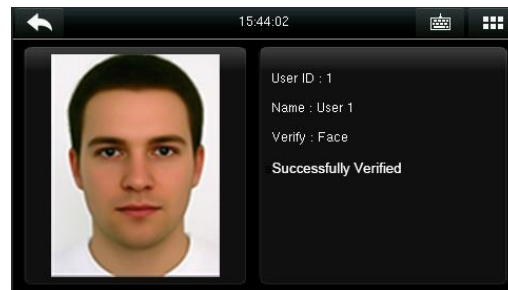 15:44:02
User ID : 1
Name : User 1
Verify : Face
Successfully Verified